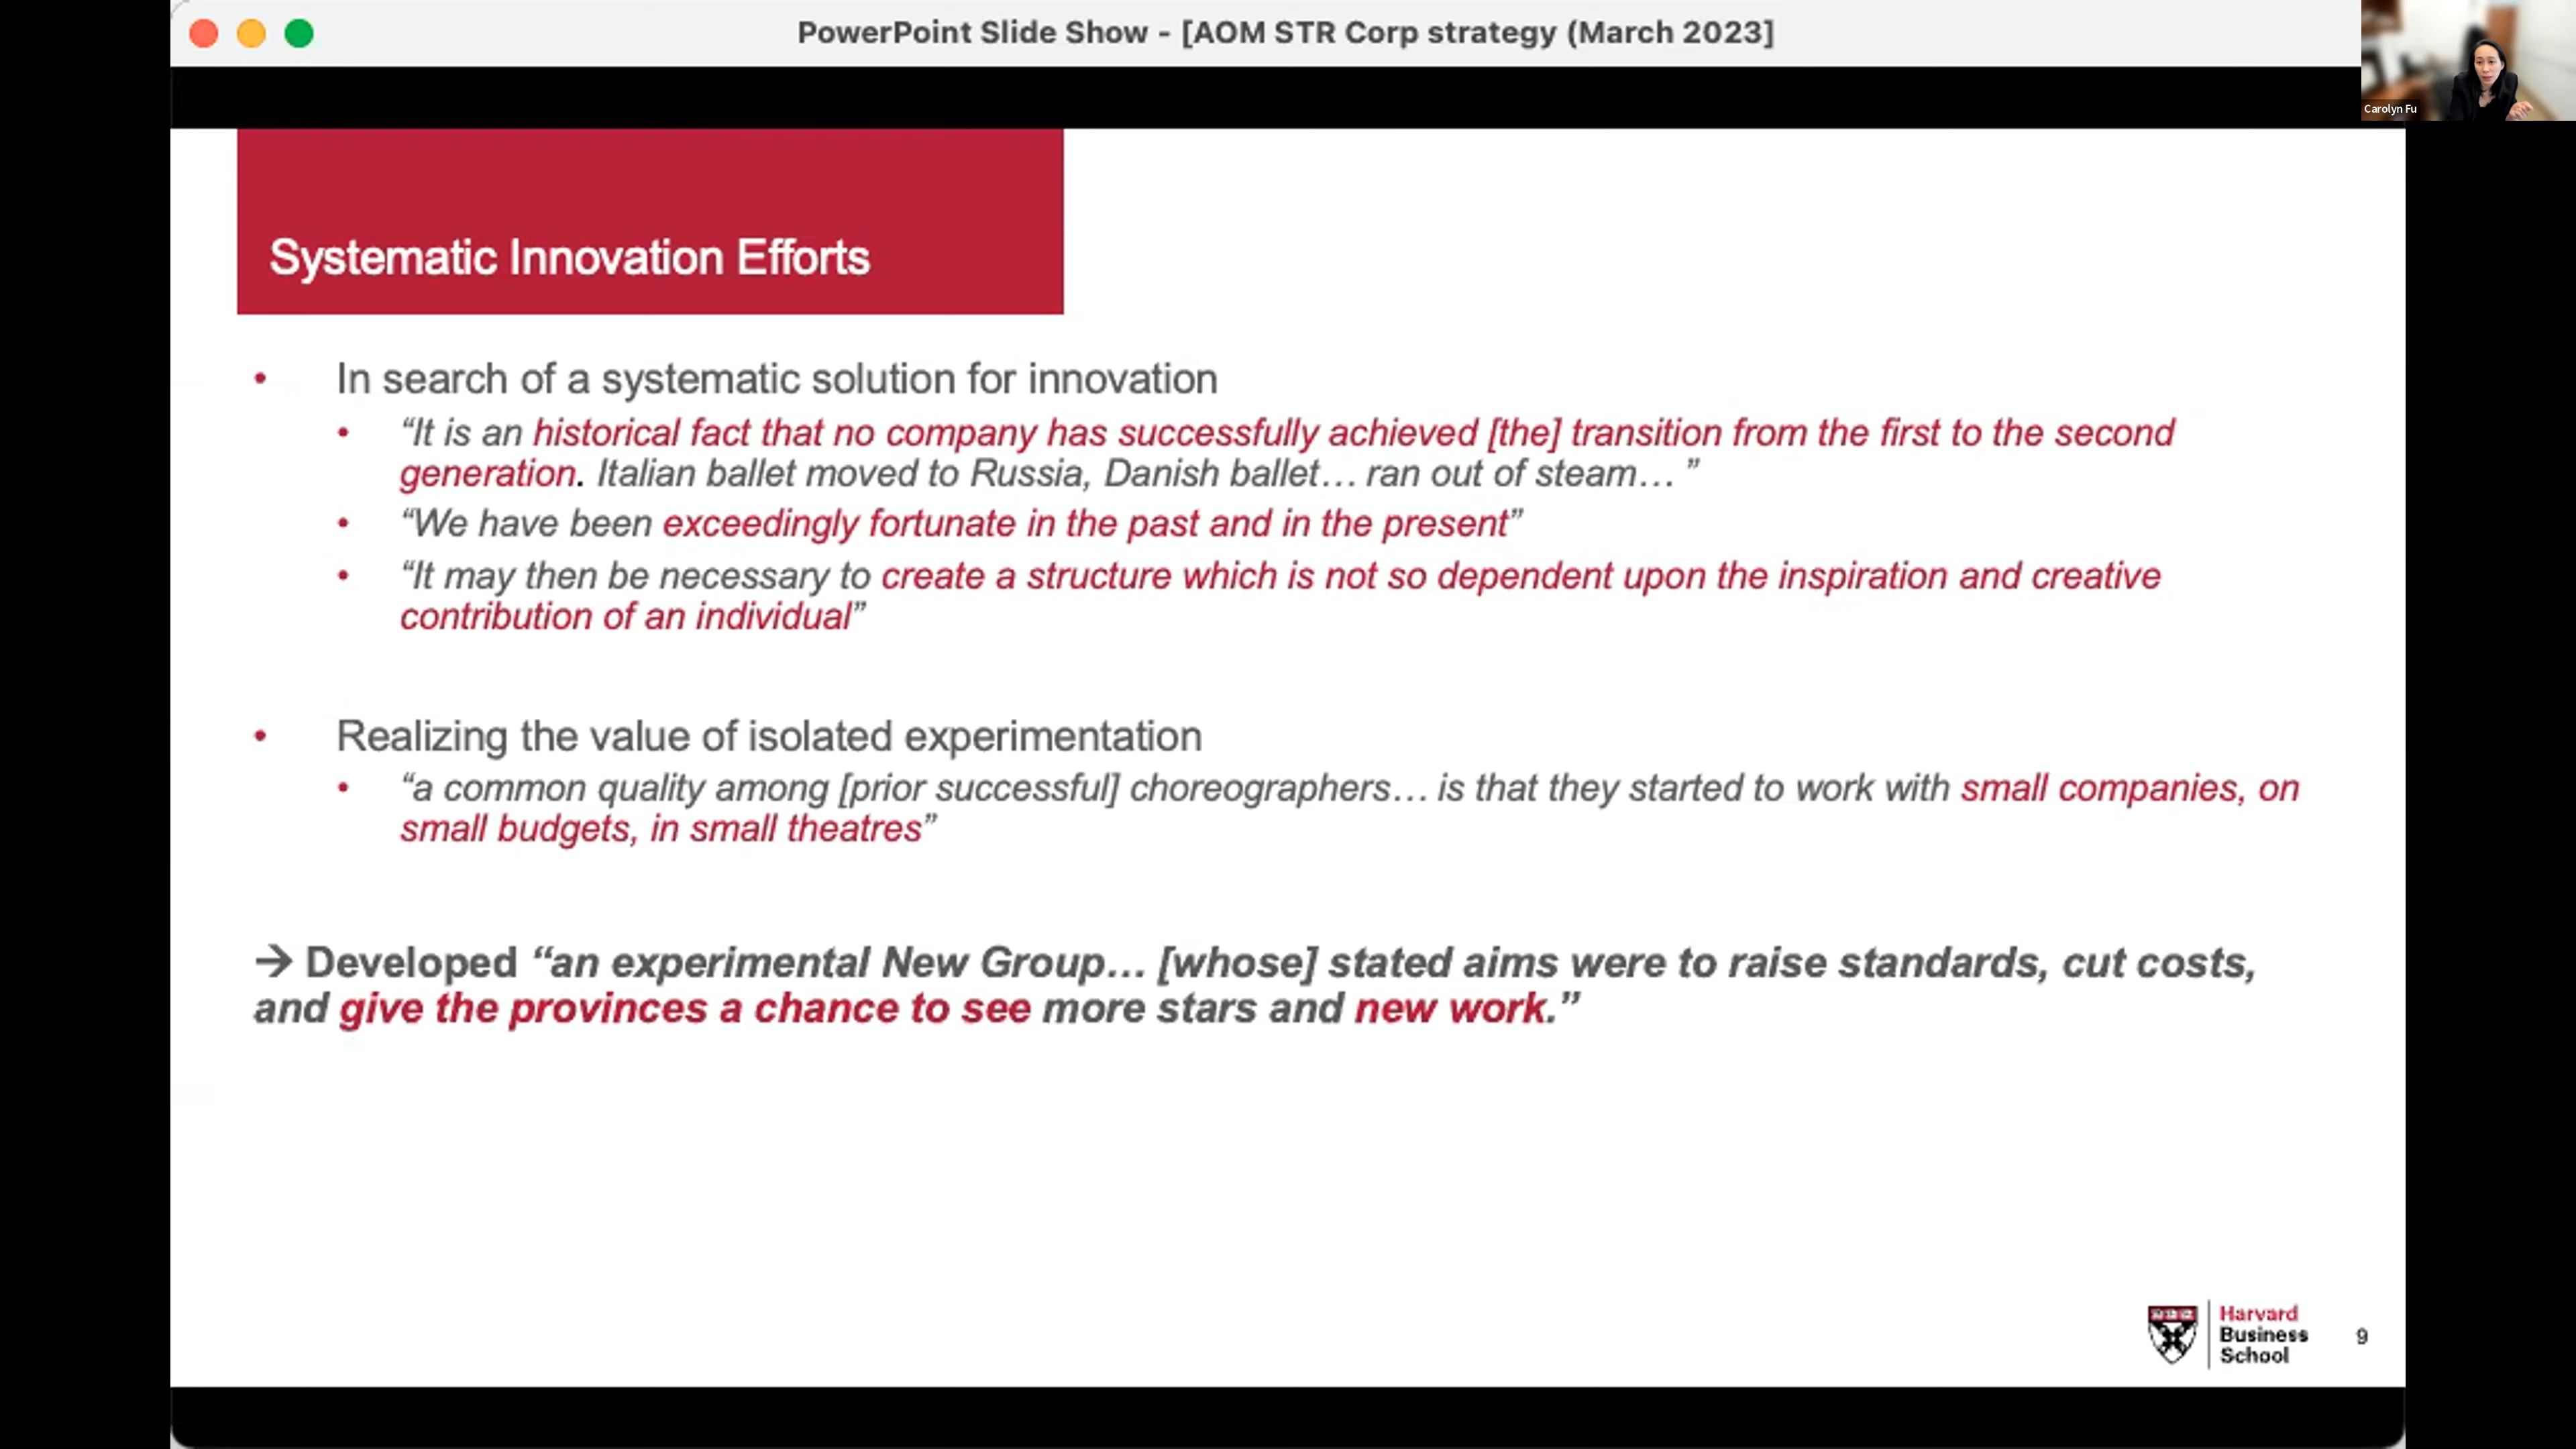 PowerPoint Slide Show - [AOM STR Corp strategy (March 2023]
Carolyn Fu
Systematic Innovation Efforts
• In search of a systematic solution for innovation
• “It is an historical fact that no company has successfully achieved [the] transition from the first to the second
generation. Italian ballet moved to Russia, Danish ballet… ran out of steam… ”
• “We have been exceedingly fortunate in the past and in the present”
• “It may then be necessary to create a structure which is not so dependent upon the inspiration and creative
contribution of an individual”
• Realizing the value of isolated experimentation
• “a common quality among [prior successful] choreographers… is that they started to work with small companies, on
small budgets, in small theatres”
→ Developed “an experimental New Group… [whose] stated aims were to raise standards, cut costs,
and give the provinces a chance to see more stars and new work.”
Harvard
Business
School
9